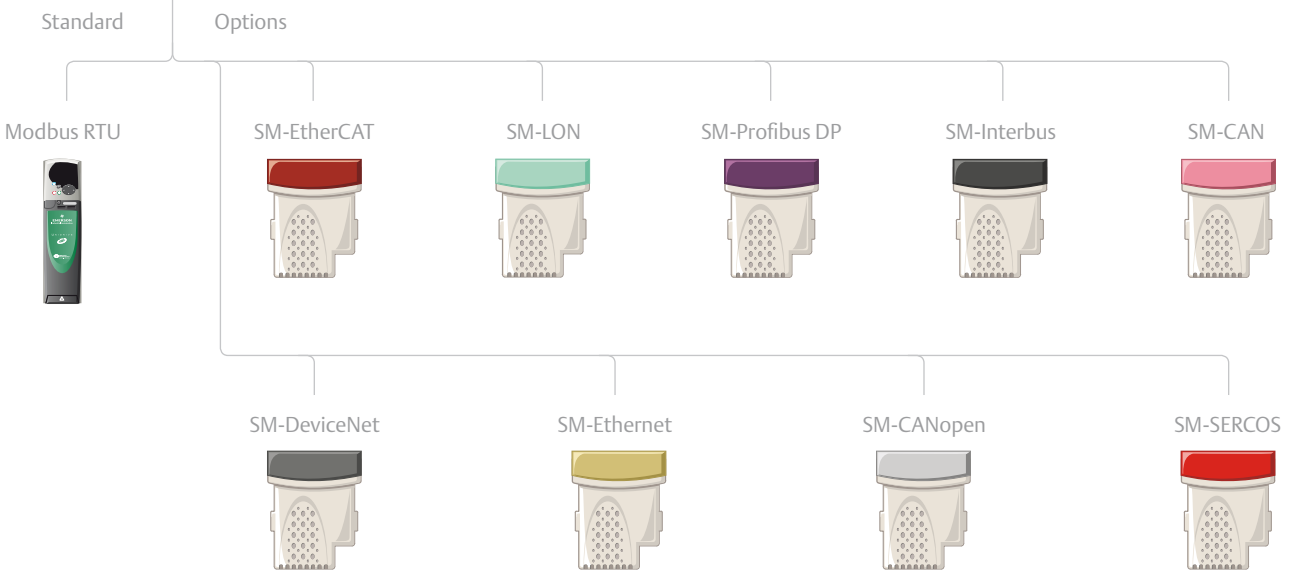 Standard
Options
Modbus RTU
SM-EtherCAT
SM-LON
SM-Profibus DP
SM-Interbus
SM-CAN
SM-DeviceNet
SM-Ethernet
SM-CANopen
SM-SERCOS